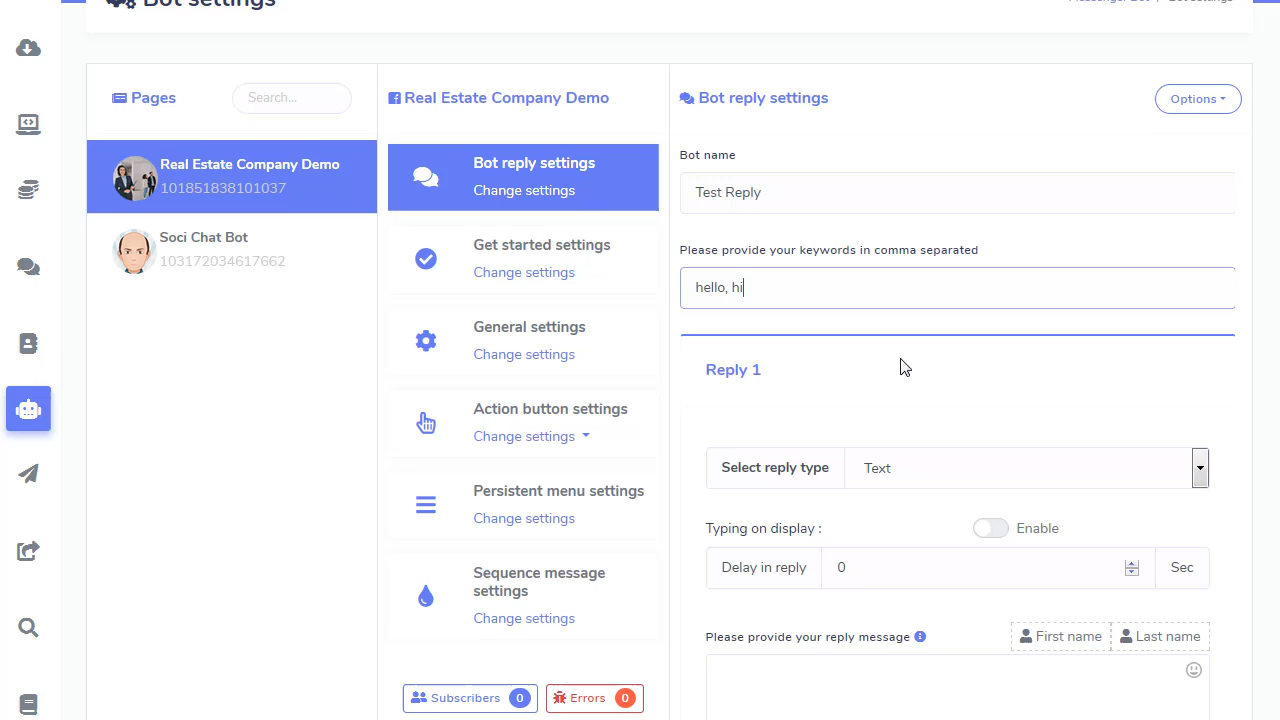 Bot settings
Messenger Bot / Bot settings
Pages
Search...
Real Estate Company Demo
101851838101037
Soci Chat Bot
103172034617662
Real Estate Company Demo
Bot reply settings
Change settings
Get started settings
Change settings
General settings
Change settings
Action button settings
Change settings
Persistent menu settings
Change settings
Sequence message
settings
Change settings
Subscribers 0
Errors 0
Bot reply settings
Options
Bot name
Test Reply
Please provide your keywords in comma separated
hello, hi
Reply 1
Select reply type
Text
Typing on display :
Enable
Delay in reply
0
Sec
Please provide your reply message
First name
Last name